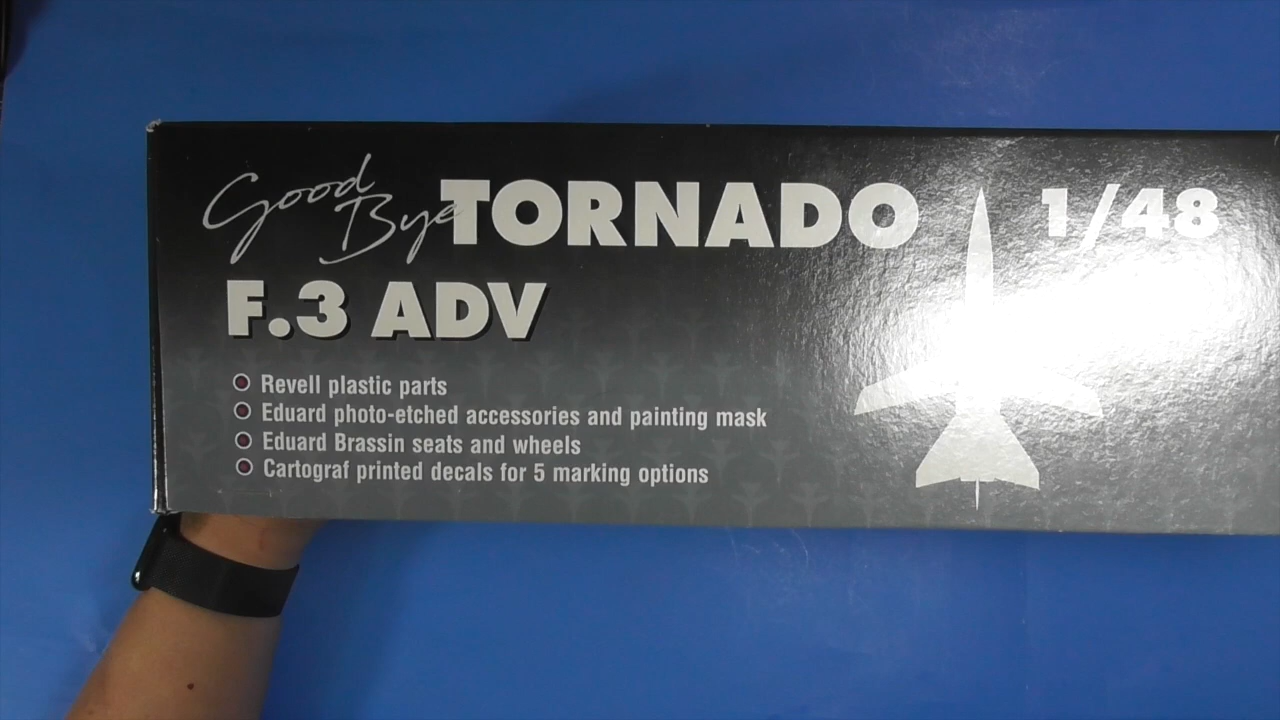 Good Bye TORNADO 1/48
F.3 ADV
Revell plastic parts
Eduard photo-etched accessories and painting mask
Eduard Brassin seats and wheels
Cartograf printed decals for 5 marking options